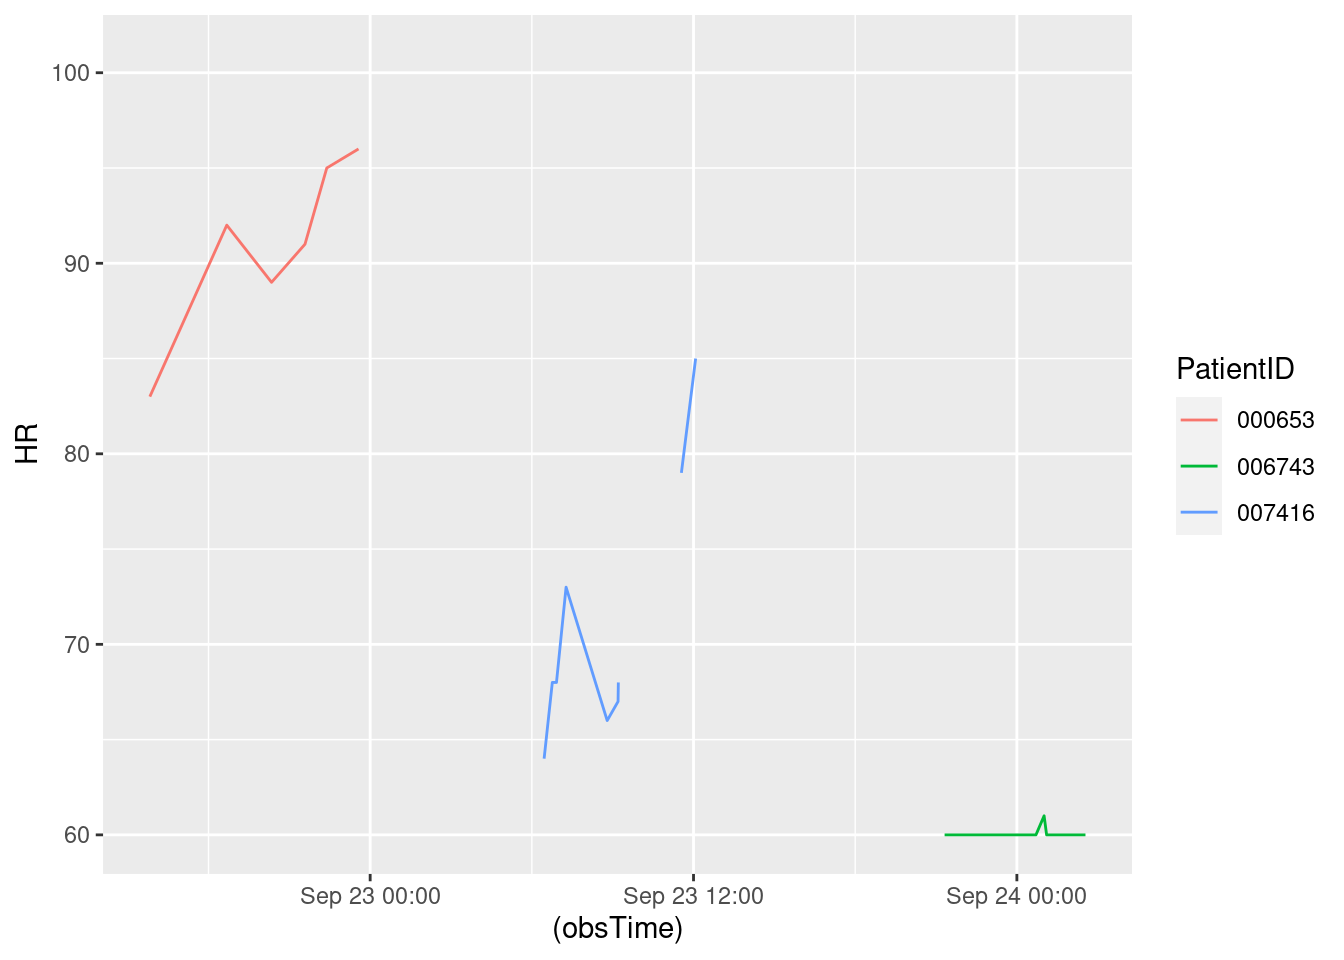 HR
100
90
80
70
60
Sep 23 00:00
Sep 23 12:00
Sep 24 00:00
(obsTime)
PatientID
000653
006743
007416